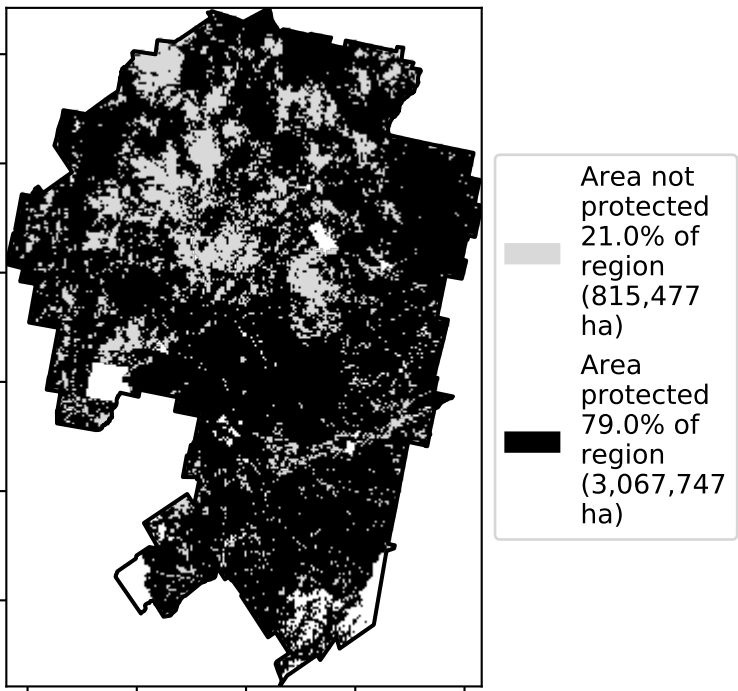 Area not
protected
21.0% of
region
(815,477
ha)
Area
protected
79.0% of
region
(3,067,747
ha)